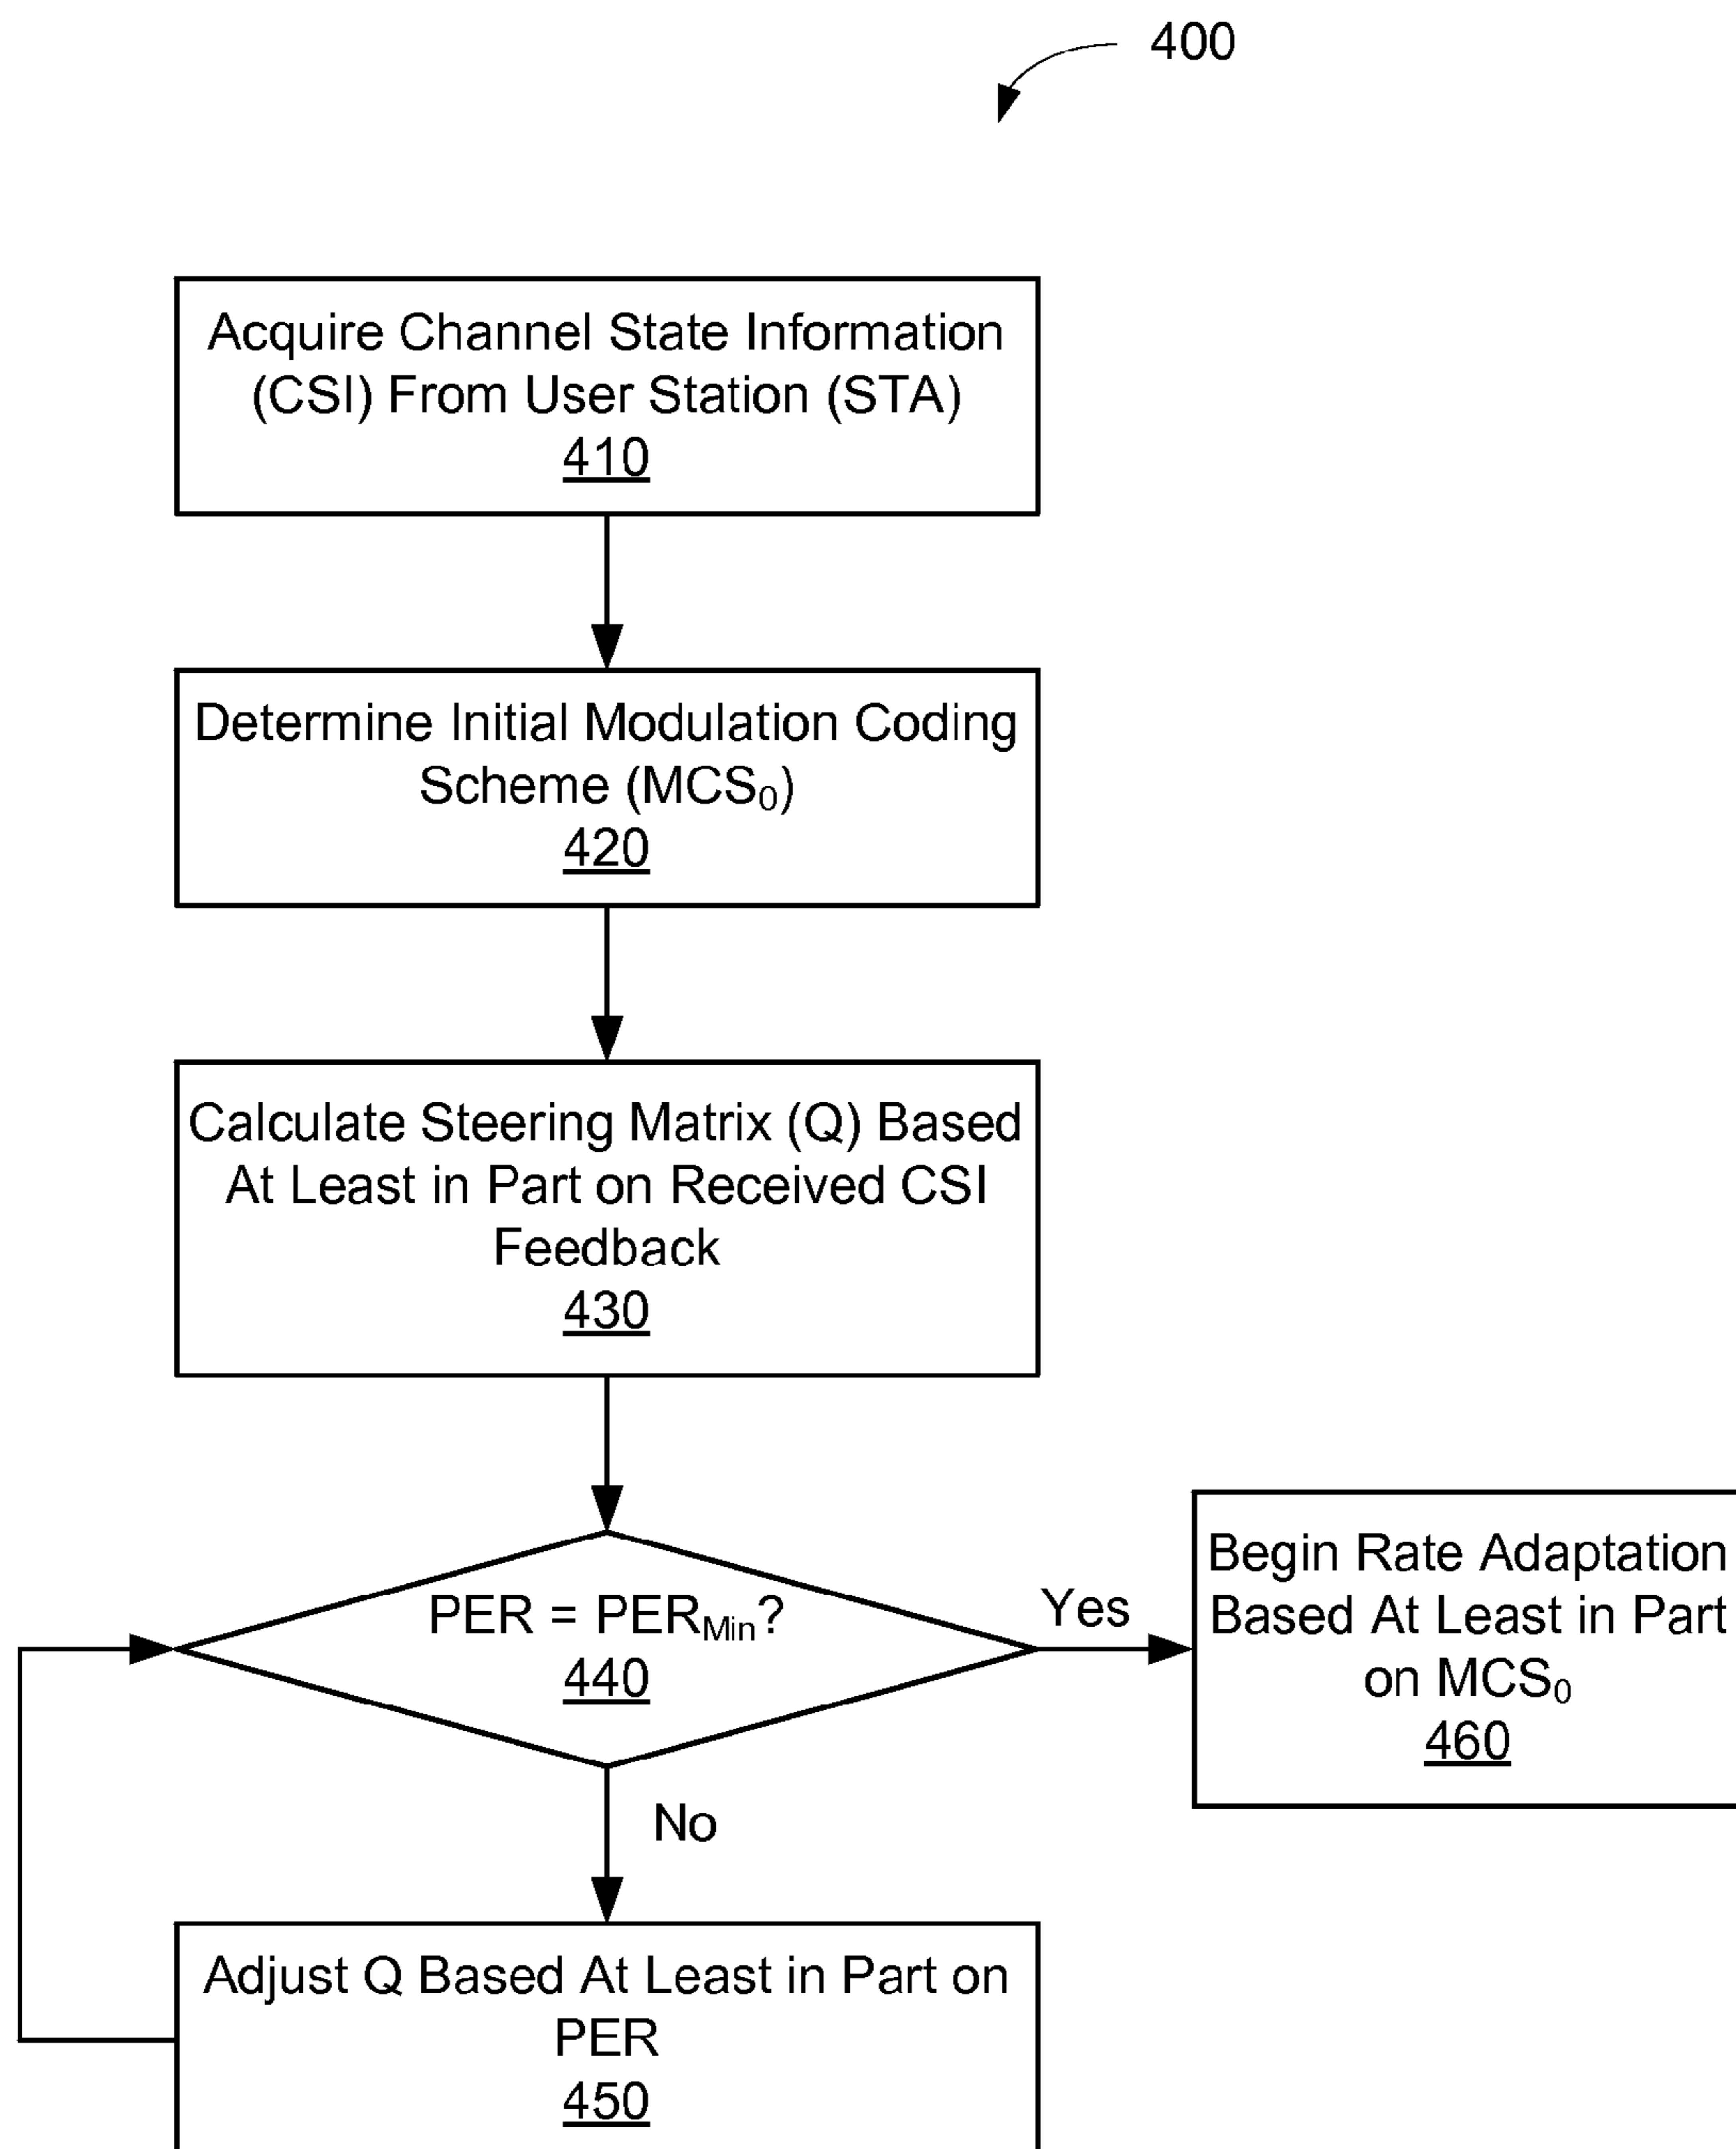 400
Acquire Channel State Information
(CSI) From User Station (STA)
410
Determine Initial Modulation Coding
Scheme (MCS₀)
420
Calculate Steering Matrix (Q) Based
At Least in Part on Received CSI
Feedback
430
PER = PERMin?
440
Yes
Begin Rate Adaptation
Based At Least in Part
on MCS₀
460
No
Adjust Q Based At Least in Part on
PER
450